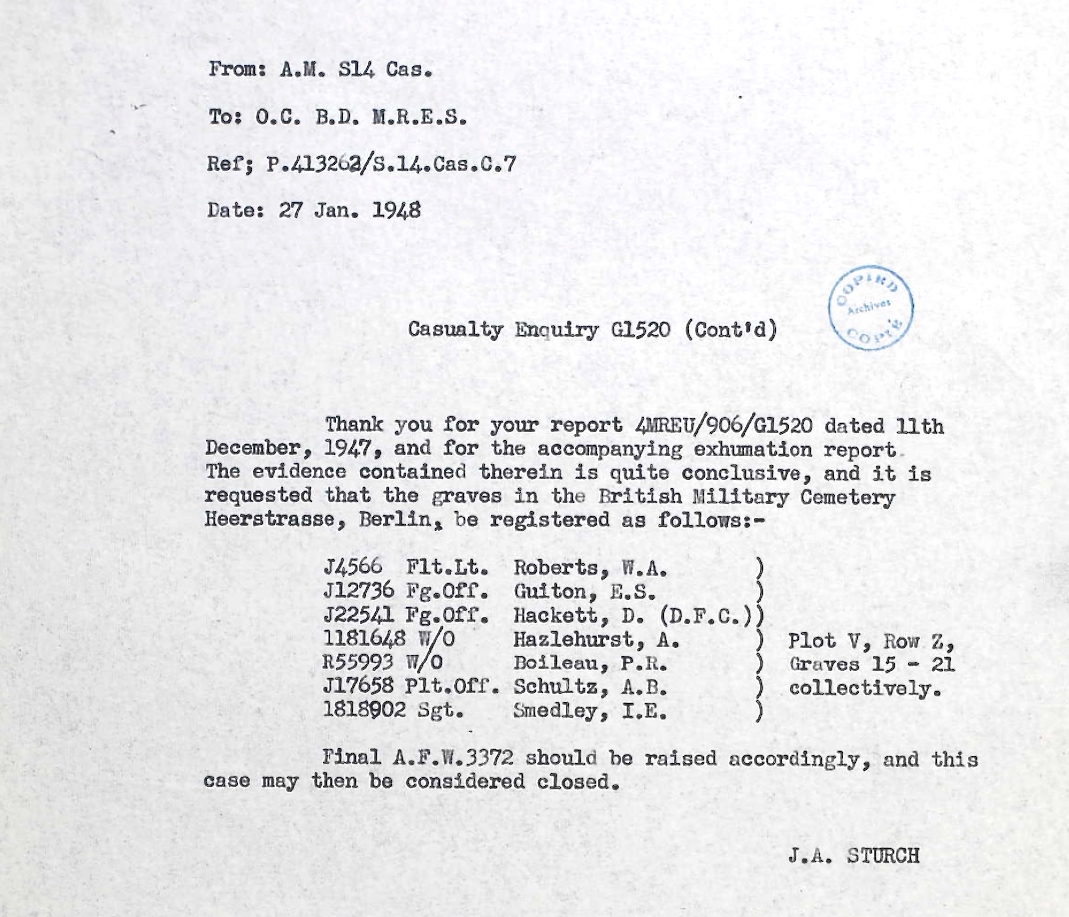 From: A.M. S14 Cas.
To: O.C. B.D. M.R.E.S.
Ref; P.413262/S.14.Cas.C.7
Date: 27 Jan. 1948
COPIRD
Archives
COPIE
Casualty Enquiry G1520 (Cont'd)
Thank you for your report 4MREU/906/G1520 dated 11th
December, 1947, and for the accompanying exhumation report.
The evidence contained therein is quite conclusive, and it is
requested that the graves in the British Military Cemetery
Heerstrasse, Berlin, be registered as follows:-
J4566 Flt.Lt. Roberts, W.A. )
J12736 Fg.Off. Guiton, E.S. )
J22541 Fg.Off. Hackett, D. (D.F.C.))
1181648 W/O Hazlehurst, A. ) Plot V, Row Z,
R55993 W/O Boileau, P.R. ) Graves 15 - 21
J17658 Plt.Off. Schultz, A.B. ) collectively.
1818902 Sgt. Smedley, I.E. )
Final A.F.W.3372 should be raised accordingly, and this
case may then be considered closed.
J.A. STURCH